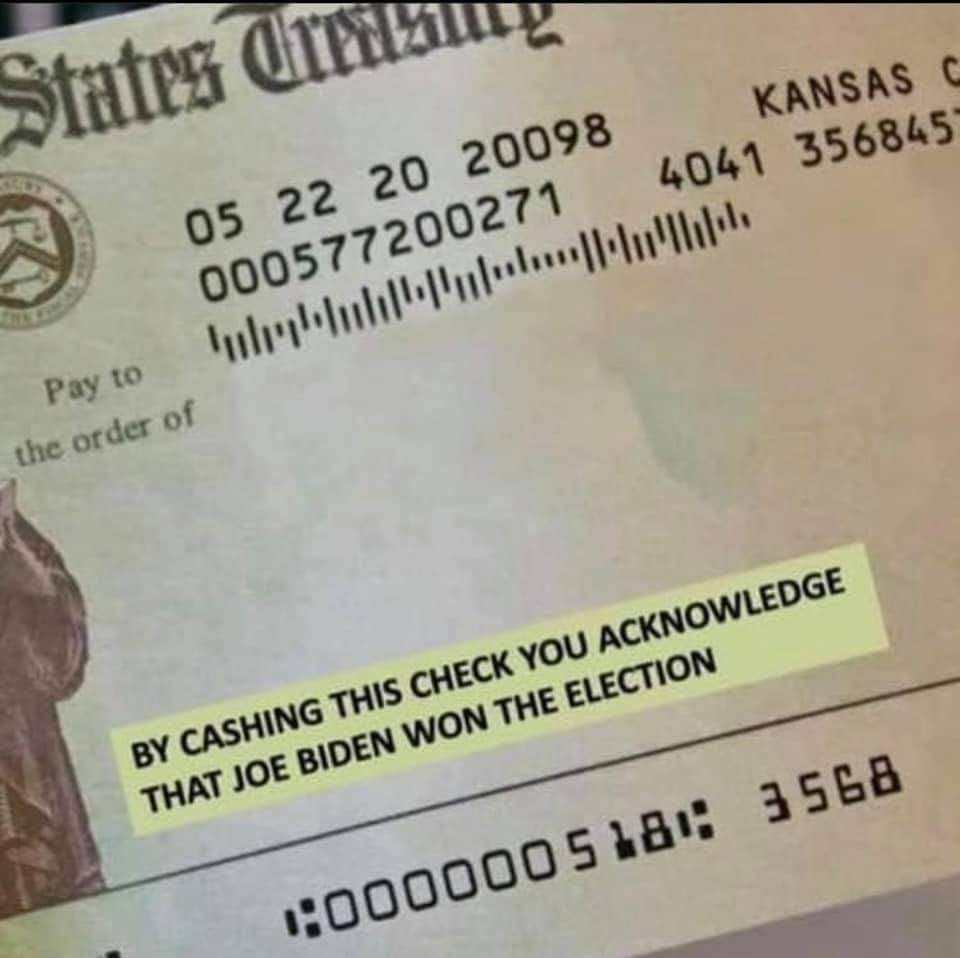 States Treasury
KANSAS
05 22 20 20098
4041 356845
000577200271
Pay to
the order of
BY CASHING THIS CHECK YOU ACKNOWLEDGE
THAT JOE BIDEN WON THE ELECTION
⑆000000518⑆ 3568